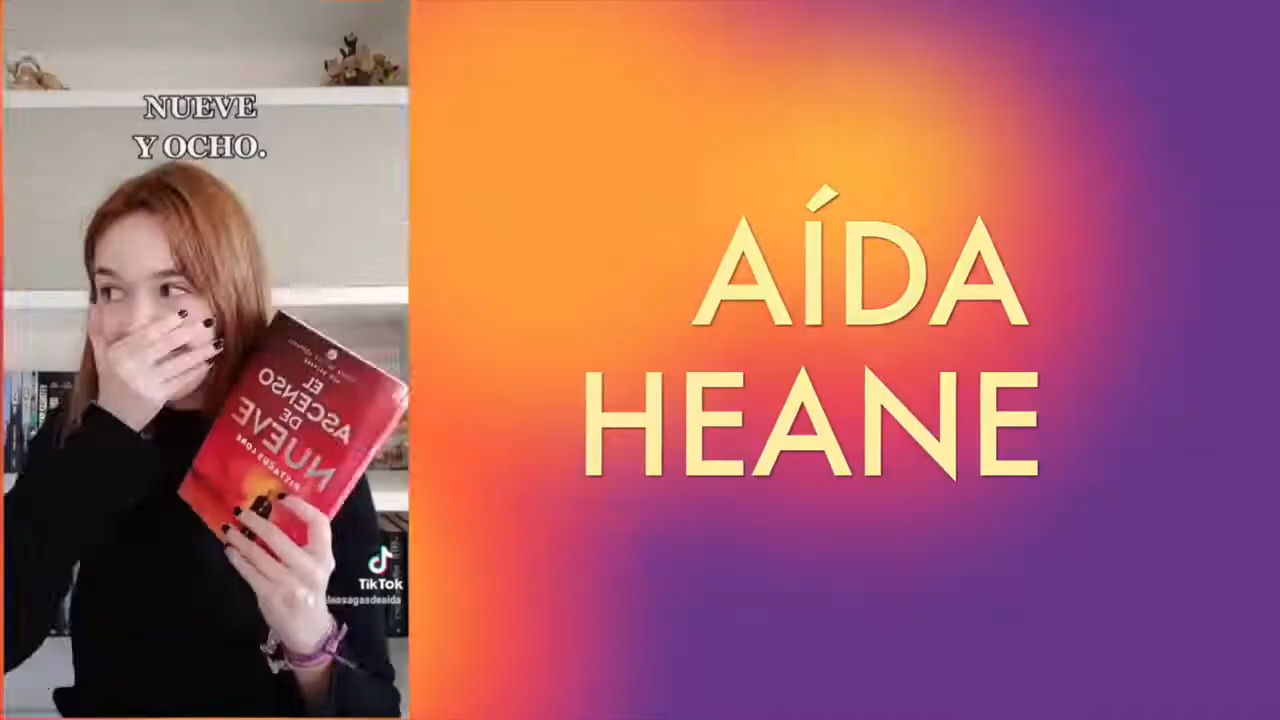 NUEVE
Y OCHO.
EL
ASCENSO
DE
NUEVE
PITTACUS LORE
TikTok
AÍDA
HEANE